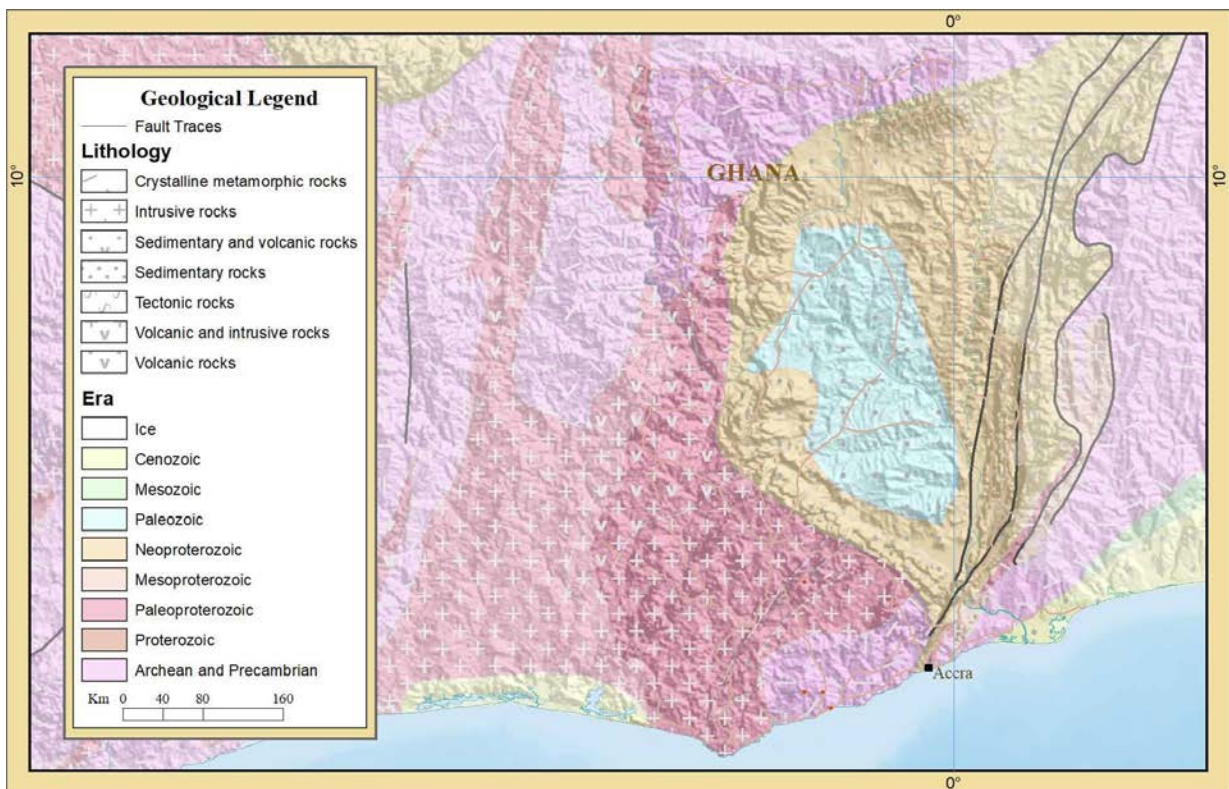 0°
10°
10°
Geological Legend
Fault Traces
Lithology
Crystalline metamorphic rocks
Intrusive rocks
Sedimentary and volcanic rocks
Sedimentary rocks
Tectonic rocks
Volcanic and intrusive rocks
Volcanic rocks
Era
Ice
Cenozoic
Mesozoic
Paleozoic
Neoproterozoic
Mesoproterozoic
Paleoproterozoic
Proterozoic
Archean and Precambrian
Km 0 40 80 160
GHANA
Accra
0°